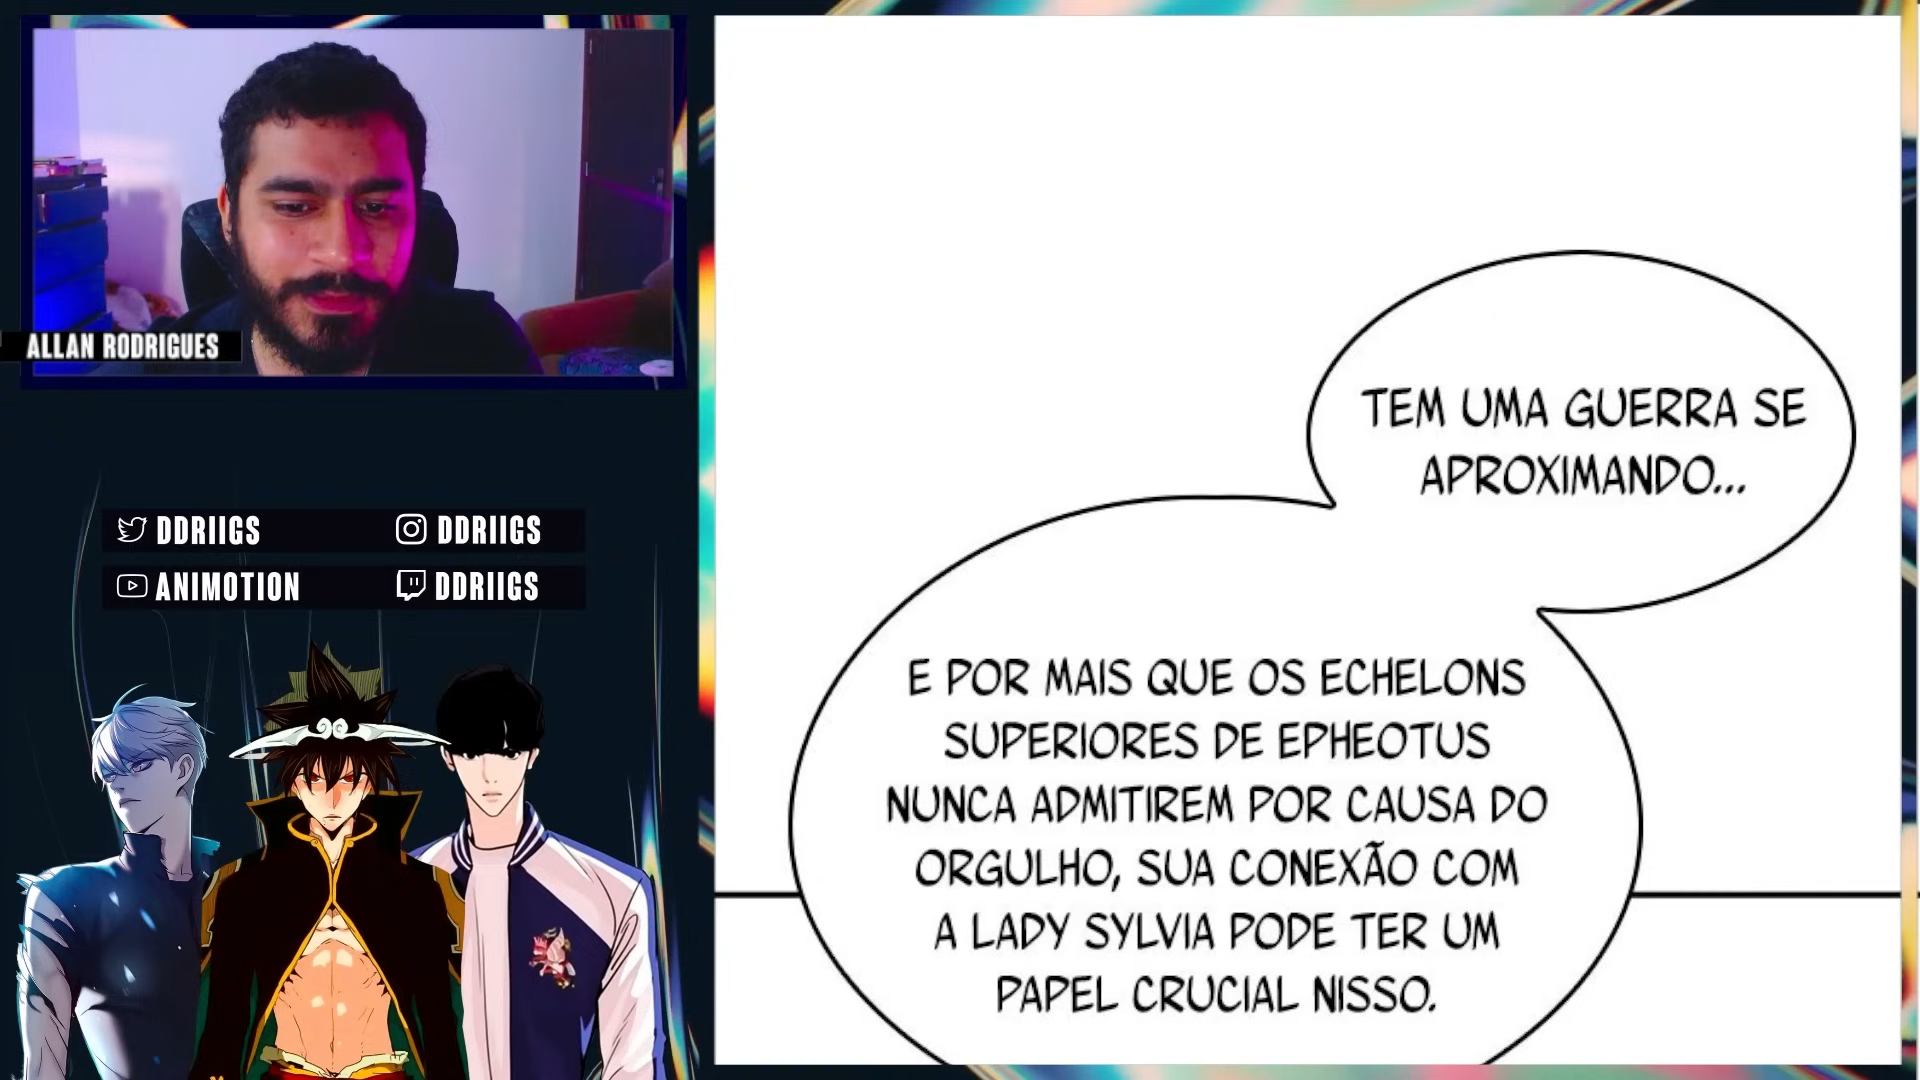 ALLAN RODRIGUES
DDRIIGS
DDRIIGS
ANIMOTION
DDRIIGS
TEM UMA GUERRA SE
APROXIMANDO...
E POR MAIS QUE OS ECHELONS
SUPERIORES DE EPHEOTUS
NUNCA ADMITIREM POR CAUSA DO
ORGULHO, SUA CONEXÃO COM
A LADY SYLVIA PODE TER UM
PAPEL CRUCIAL NISSO.